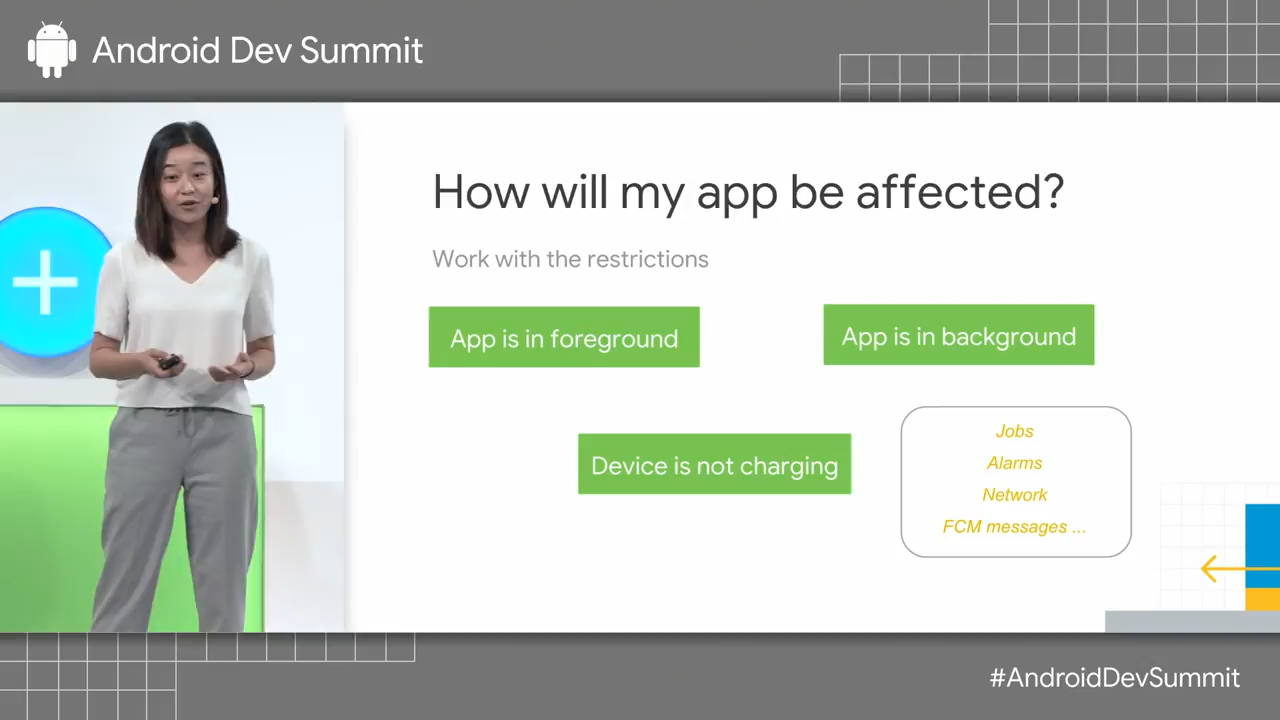 Android Dev Summit
How will my app be affected?
Work with the restrictions
App is in foreground
App is in background
Device is not charging
Jobs
Alarms
Network
FCM messages ...
#AndroidDevSummit